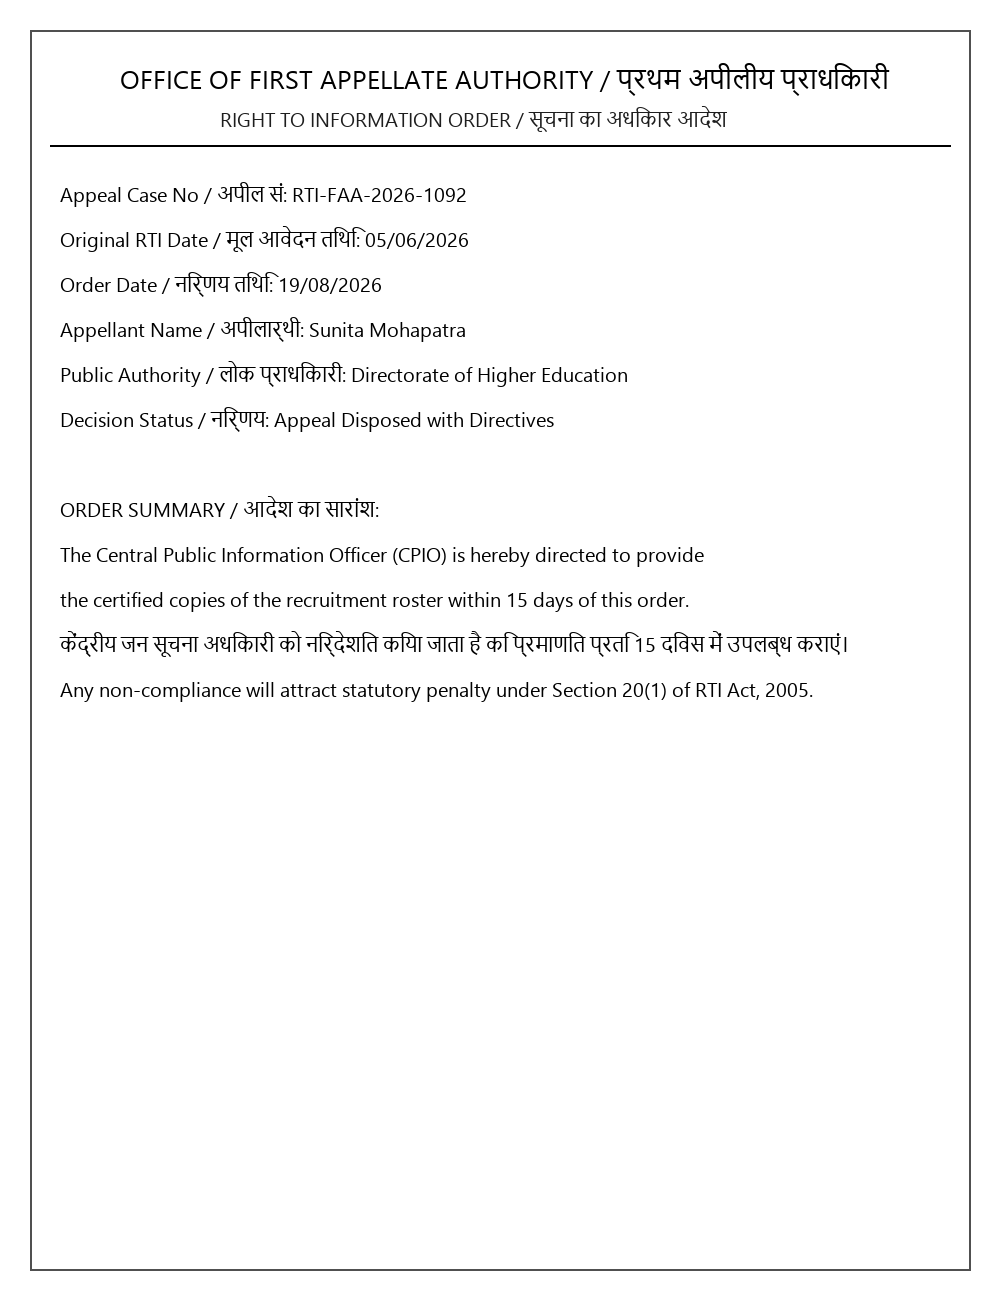 OFFICE OF FIRST APPELLATE AUTHORITY / प्रथम अपीलीय प्राधिकारी
RIGHT TO INFORMATION ORDER / सूचना का अधिकार आदेश
Appeal Case No / अपील सं: RTI-FAA-2026-1092
Original RTI Date / मूल आवेदन तिथि: 05/06/2026
Order Date / निर्णय तिथि: 19/08/2026
Appellant Name / अपीलार्थी: Sunita Mohapatra
Public Authority / लोक प्राधिकारी: Directorate of Higher Education
Decision Status / निर्णय: Appeal Disposed with Directives
ORDER SUMMARY / आदेश का सारांश:
The Central Public Information Officer (CPIO) is hereby directed to provide
the certified copies of the recruitment roster within 15 days of this order.
केंद्रीय जन सूचना अधिकारी को निर्देशित किया जाता है कि प्रमाणित प्रति 15 दिवस में उपलब्ध कराएं।
Any non-compliance will attract statutory penalty under Section 20(1) of RTI Act, 2005.